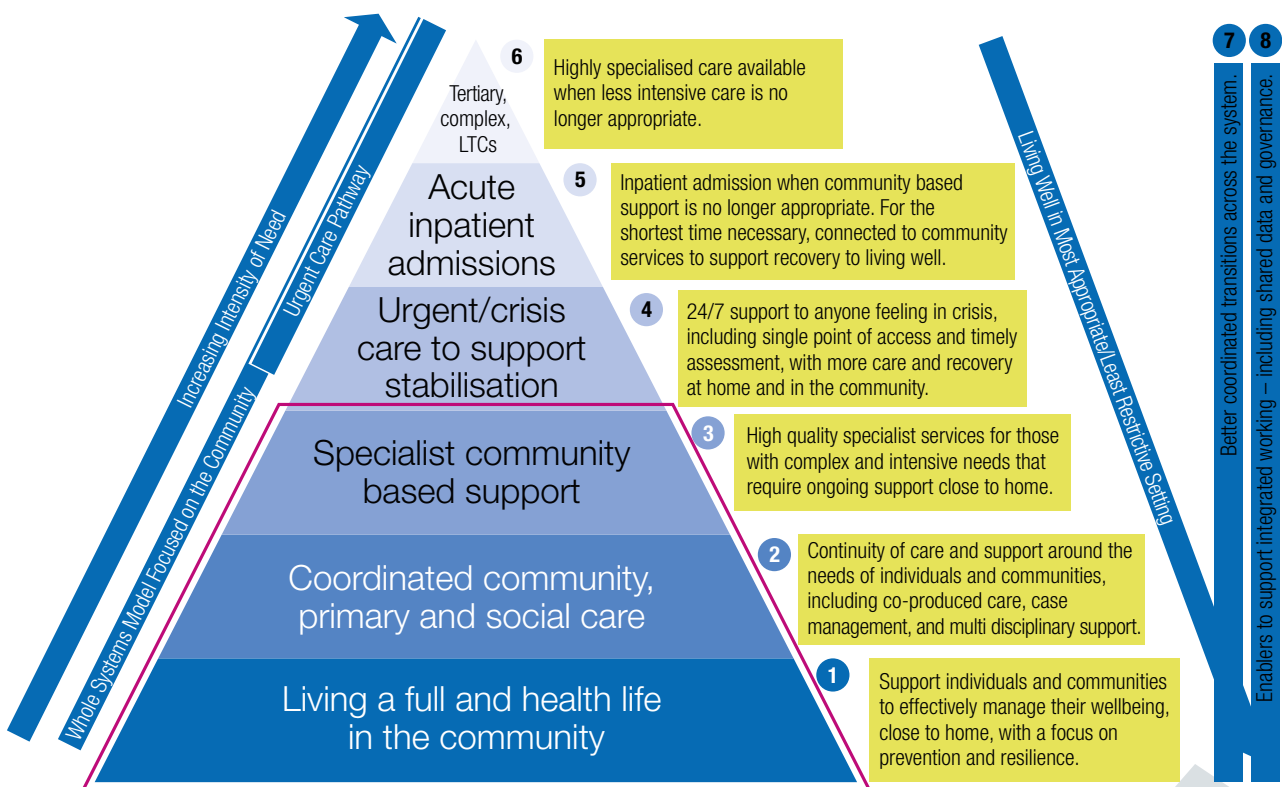 6
Tertiary,
complex,
LTCs
Highly specialised care available
when less intensive care is no
longer appropriate.
5
Acute
inpatient
admissions
Inpatient admission when community based
support is no longer appropriate. For the
shortest time necessary, connected to community
services to support recovery to living well.
4
Urgent/crisis
care to support
stabilisation
24/7 support to anyone feeling in crisis,
including single point of access and timely
assessment, with more care and recovery
at home and in the community.
3
Specialist community
based support
High quality specialist services for those
with complex and intensive needs that
require ongoing support close to home.
2
Coordinated community,
primary and social care
Continuity of care and support around the
needs of individuals and communities,
including co-produced care, case
management, and multi disciplinary support.
1
Living a full and health life
in the community
Support individuals and communities
to effectively manage their wellbeing,
close to home, with a focus on
prevention and resilience.
Increasing Intensity of Need
Urgent Care Pathway
Whole Systems Model Focused on the Community
Living Well in Most Appropriate/Least Restrictive Setting
7
Better coordinated transitions across the system.
8
Enablers to support integrated working – including shared data and governance.